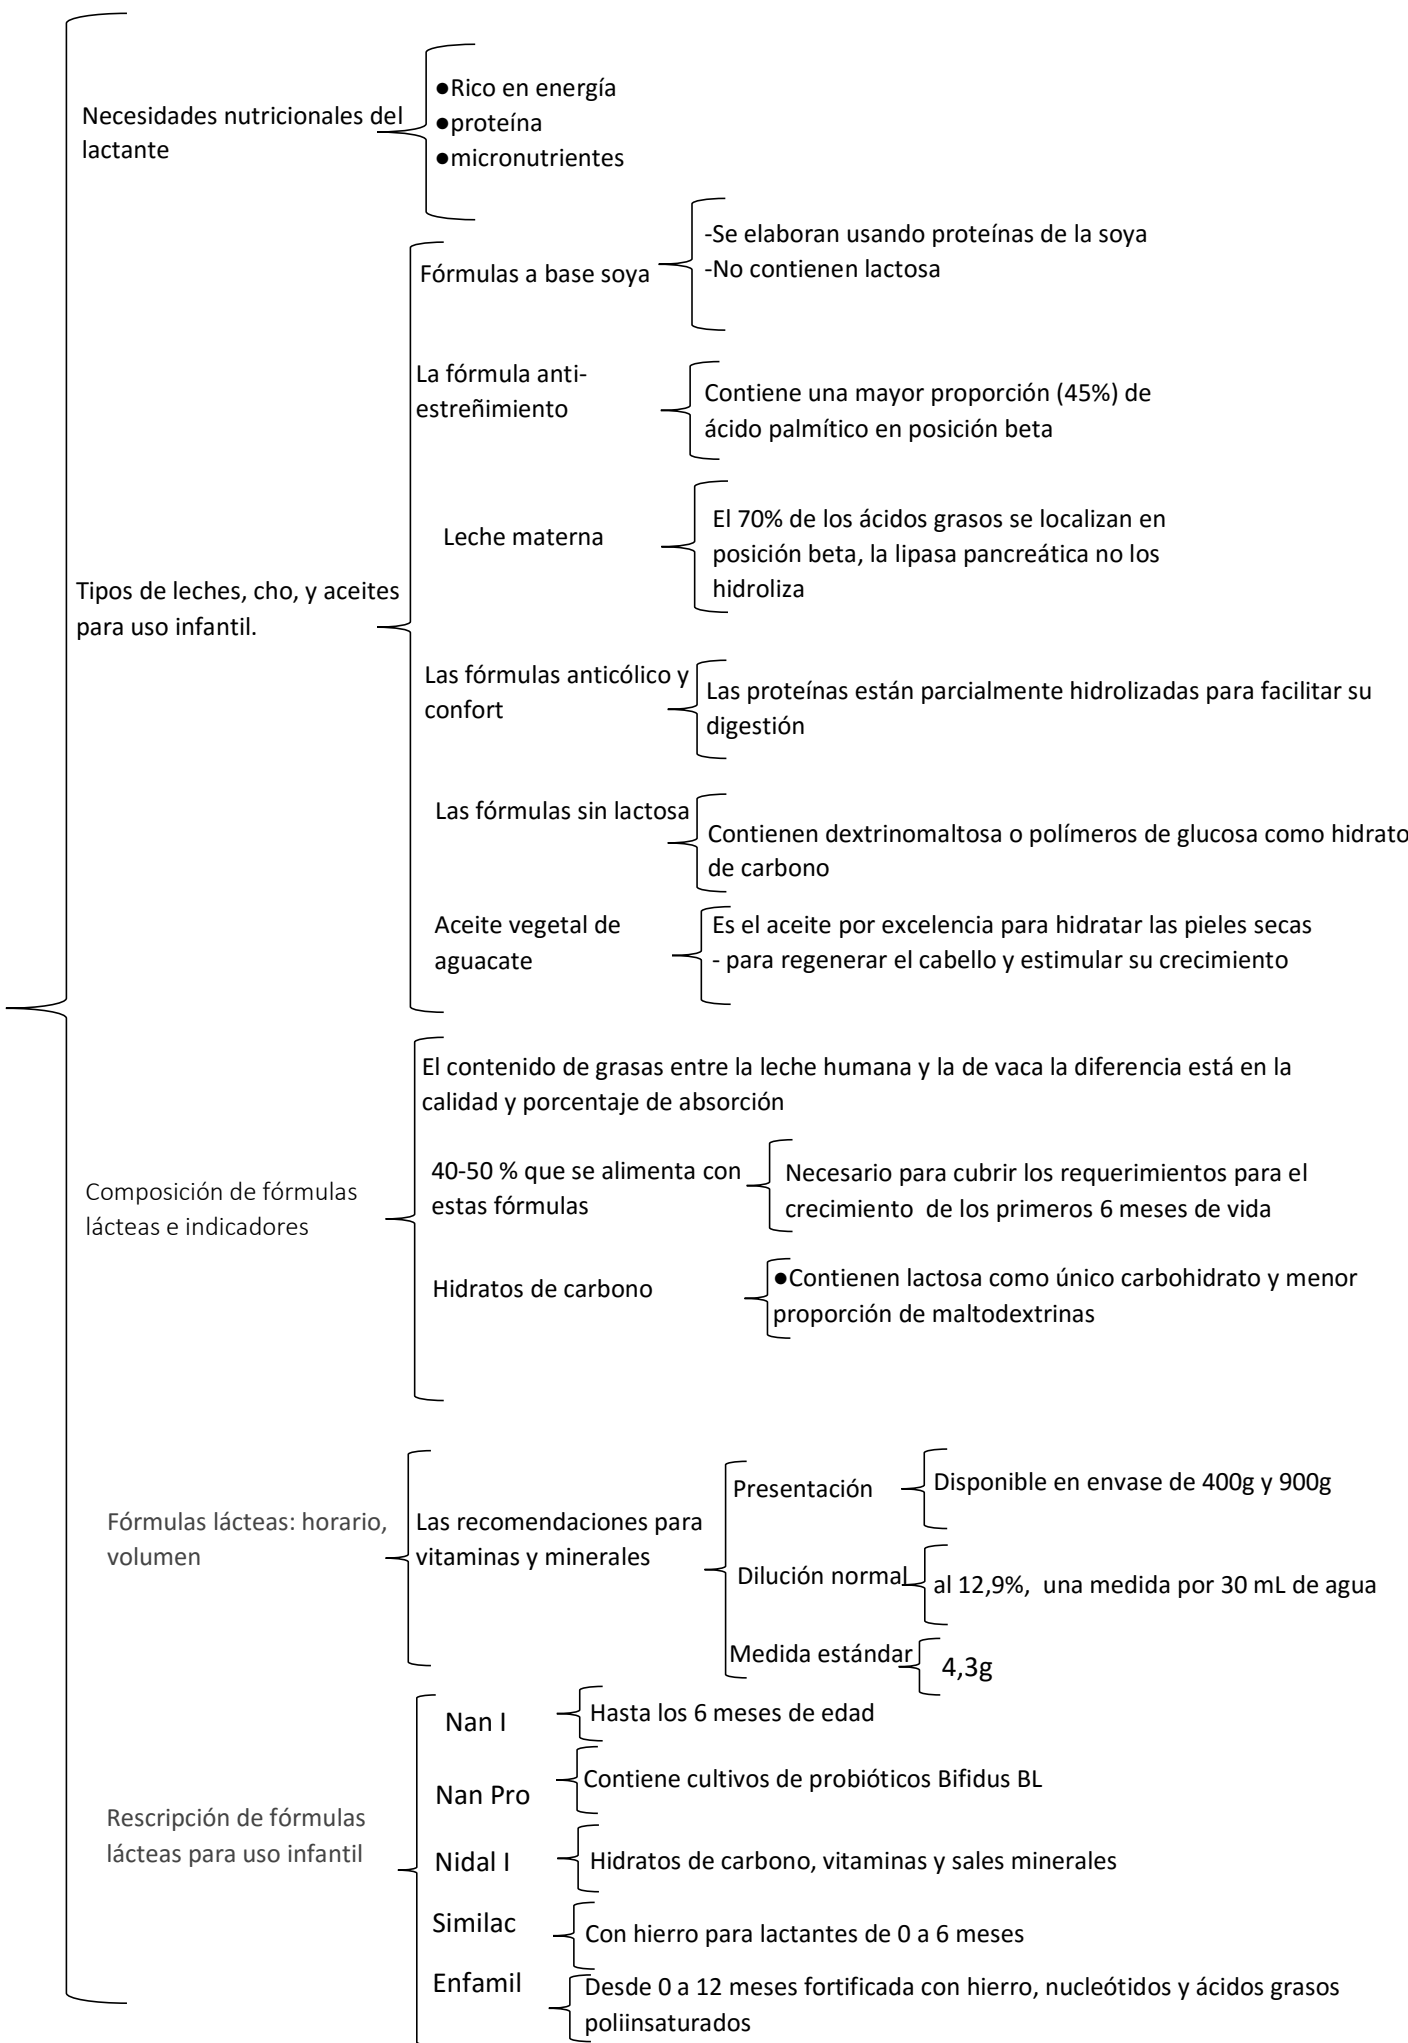 Necesidades nutricionales del
lactante
●Rico en energía
●proteína
●micronutrientes
Tipos de leches, cho, y aceites
para uso infantil.
Fórmulas a base soya
-Se elaboran usando proteínas de la soya
-No contienen lactosa
La fórmula anti-
estreñimiento
Contiene una mayor proporción (45%) de
ácido palmítico en posición beta
Leche materna
El 70% de los ácidos grasos se localizan en
posición beta, la lipasa pancreática no los
hidroliza
Las fórmulas anticólico y
confort
Las proteínas están parcialmente hidrolizadas para facilitar su
digestión
Las fórmulas sin lactosa
Contienen dextrinomaltosa o polímeros de glucosa como hidrato
de carbono
Aceite vegetal de
aguacate
Es el aceite por excelencia para hidratar las pieles secas
- para regenerar el cabello y estimular su crecimiento
Composición de fórmulas
lácteas e indicadores
El contenido de grasas entre la leche humana y la de vaca la diferencia está en la
calidad y porcentaje de absorción
40-50 % que se alimenta con
estas fórmulas
Necesario para cubrir los requerimientos para el
crecimiento  de los primeros 6 meses de vida
Hidratos de carbono
●Contienen lactosa como único carbohidrato y menor
proporción de maltodextrinas
Fórmulas lácteas: horario,
volumen
Las recomendaciones para
vitaminas y minerales
Presentación
Disponible en envase de 400g y 900g
Dilución normal
al 12,9%,  una medida por 30 mL de agua
Medida estándar
4,3g
Rescripción de fórmulas
lácteas para uso infantil
Nan I
Hasta los 6 meses de edad
Nan Pro
Contiene cultivos de probióticos Bifidus BL
Nidal I
Hidratos de carbono, vitaminas y sales minerales
Similac
Con hierro para lactantes de 0 a 6 meses
Enfamil
Desde 0 a 12 meses fortificada con hierro, nucleótidos y ácidos grasos
poliinsaturados